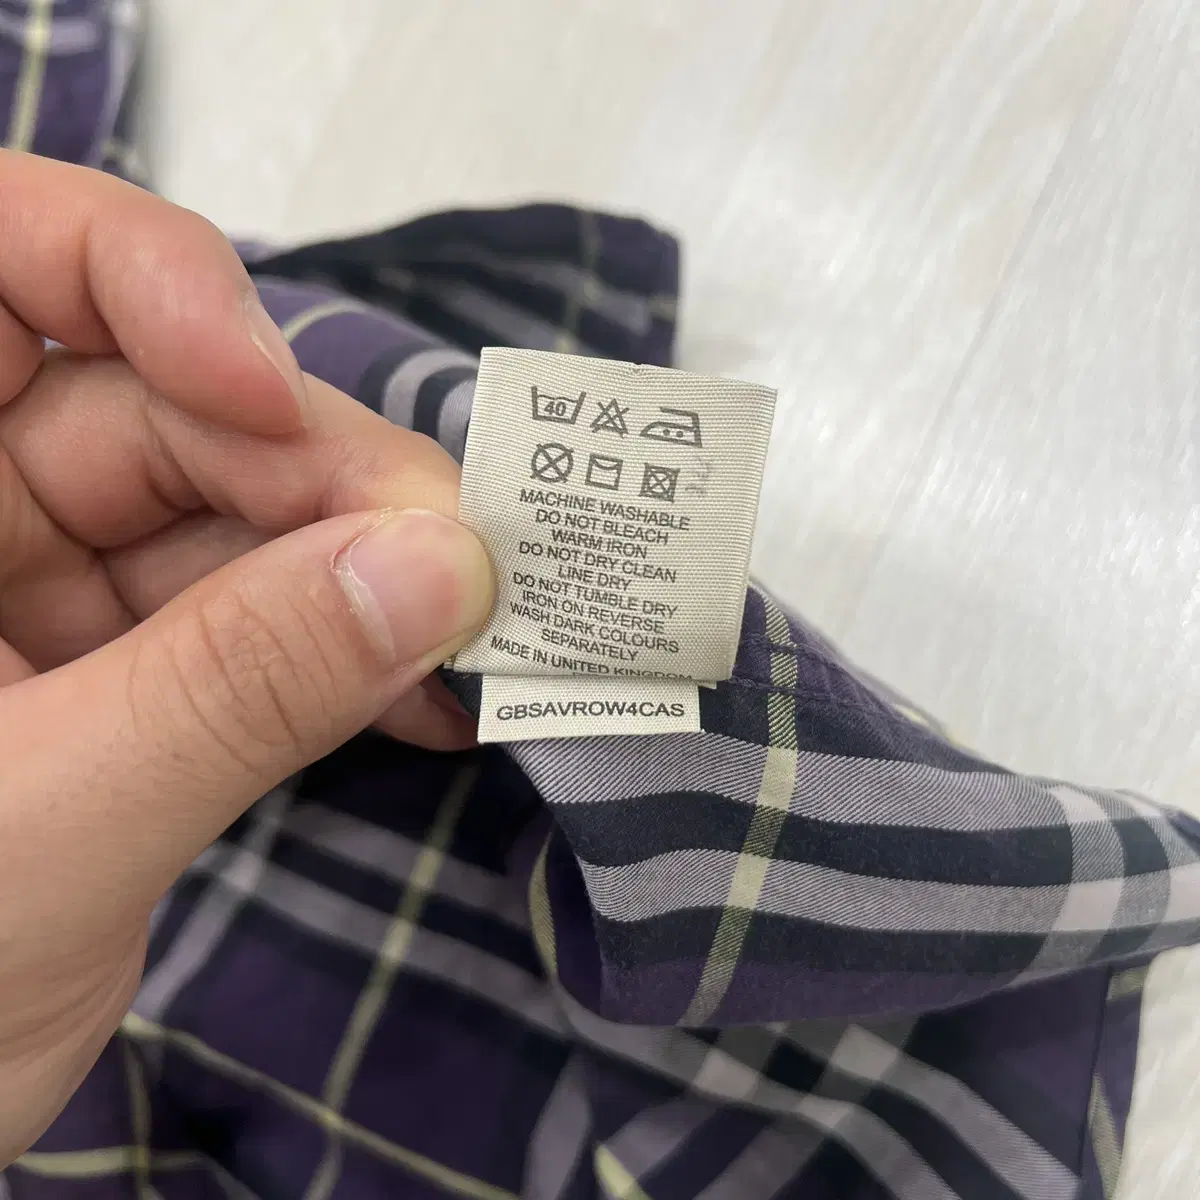 40
MACHINE WASHABLE
DO NOT BLEACH
WARM IRON
DO NOT DRY CLEAN
LINE DRY
DO NOT TUMBLE DRY
IRON ON REVERSE
WASH DARK COLOURS
SEPARATELY
MADE IN UNITED KINGDOM
GBSAVROW4CAS